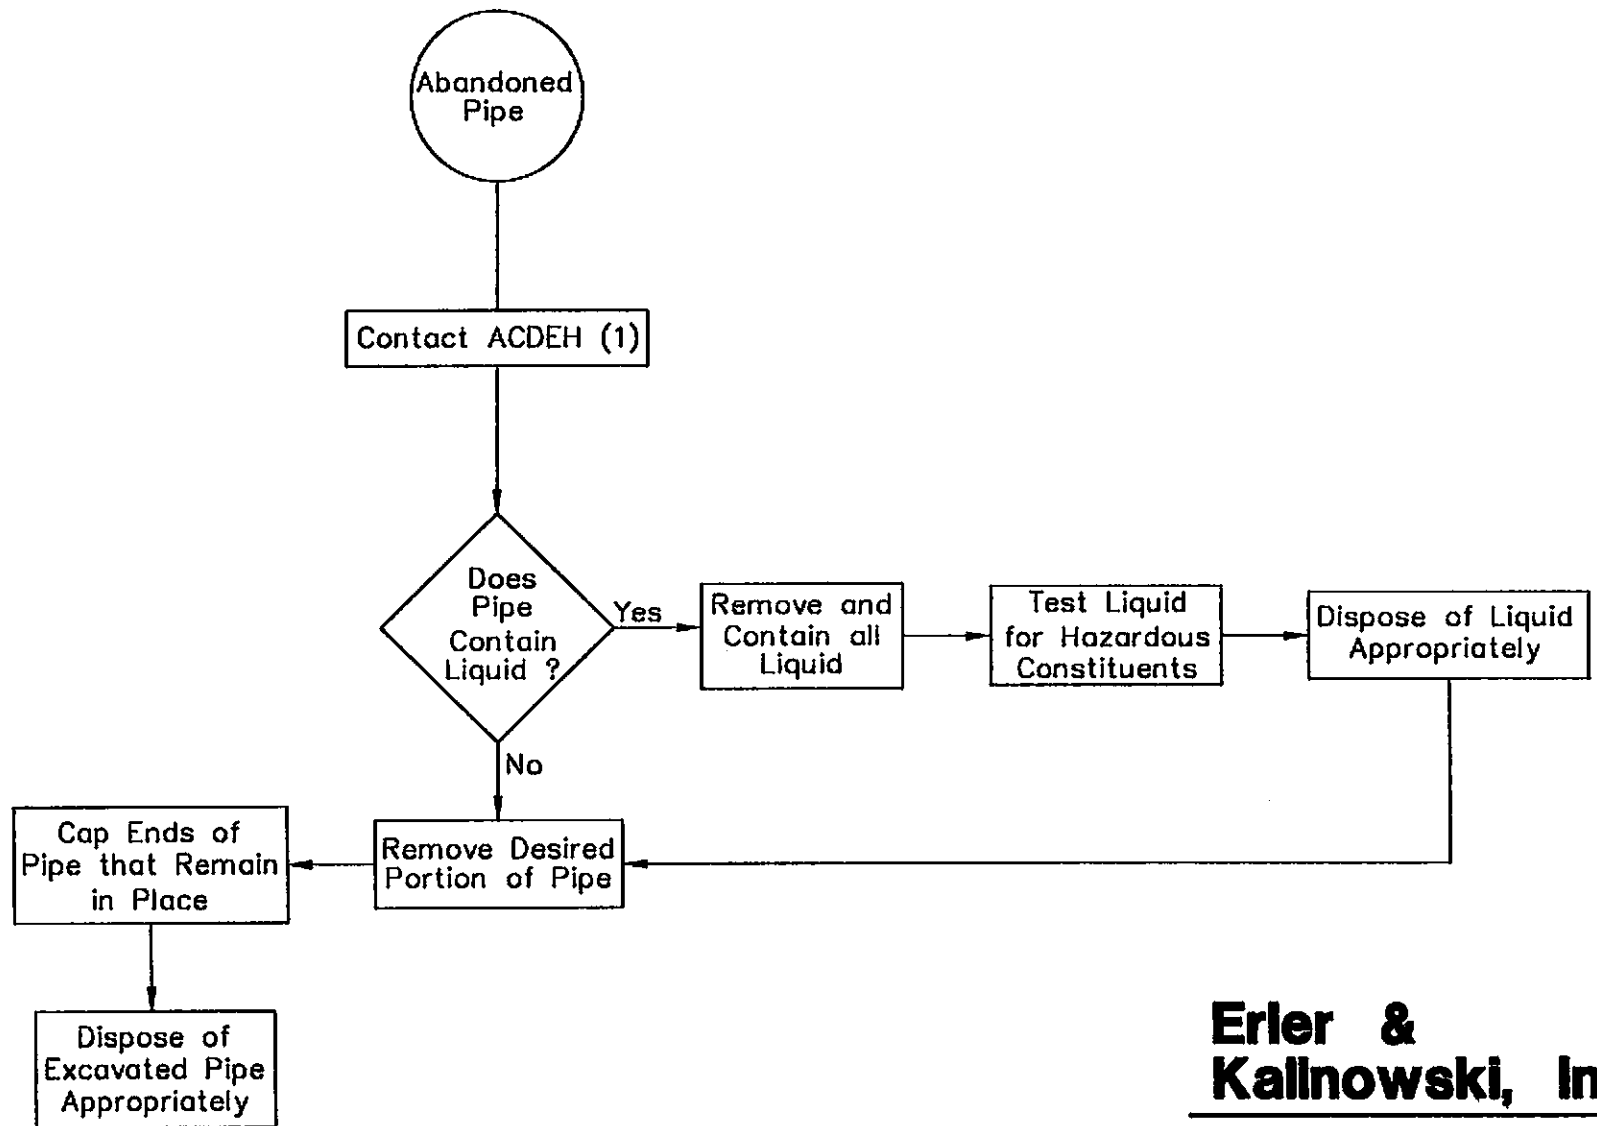 Abandoned
Pipe
Contact ACDEH (1)
Does
Pipe
Contain
Liquid ?
Yes
Remove and
Contain all
Liquid
Test Liquid
for Hazardous
Constituents
Dispose of Liquid
Appropriately
No
Remove Desired
Portion of Pipe
Cap Ends of
Pipe that Remain
in Place
Dispose of
Excavated Pipe
Appropriately
Erler &
Kalinowski, In